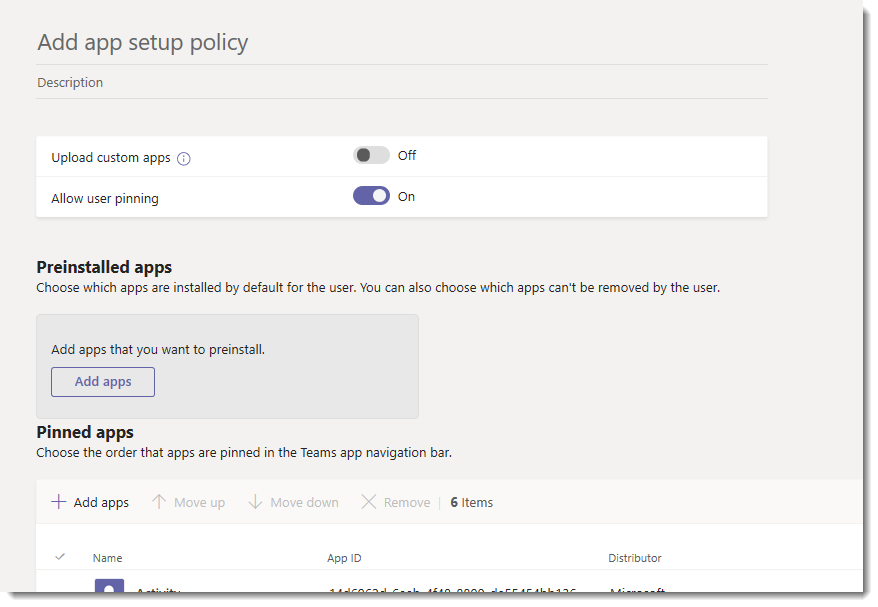 Add app setup policy
Description
Upload custom apps
Off
Allow user pinning
On
Preinstalled apps
Choose which apps are installed by default for the user. You can also choose which apps can't be removed by the user.
Add apps that you want to preinstall.
Add apps
Pinned apps
Choose the order that apps are pinned in the Teams app navigation bar.
Add apps Move up Move down Remove | 6 Items
Name App ID Distributor
Activity Microsoft